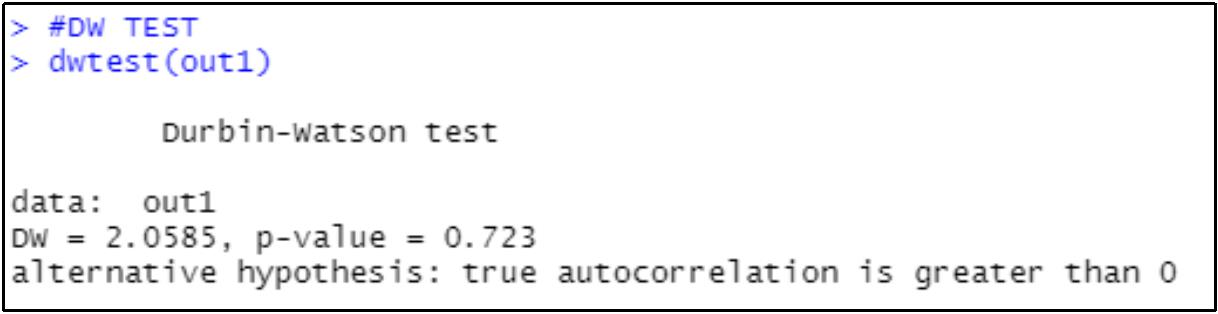 > #DW TEST
> dwtest(out1)
Durbin-Watson test
data:  out1
DW = 2.0585, p-value = 0.723
alternative hypothesis: true autocorrelation is greater than 0